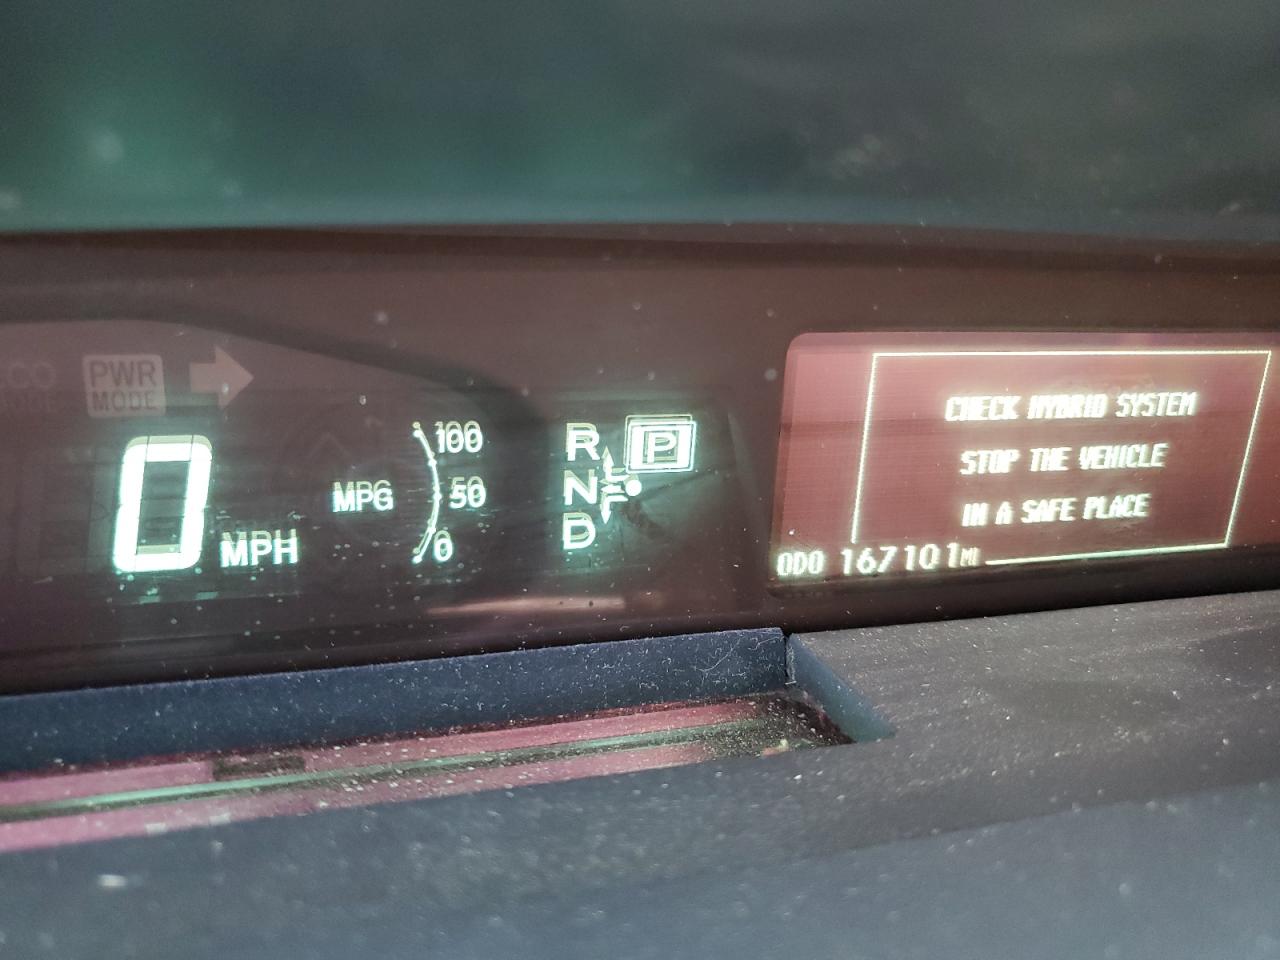 PWR
MODE
0 MPH
MPG
100
50
0
R
P
N
D
CHECK HYBRID SYSTEM
STOP THE VEHICLE
IN A SAFE PLACE
ODO 167101 MI